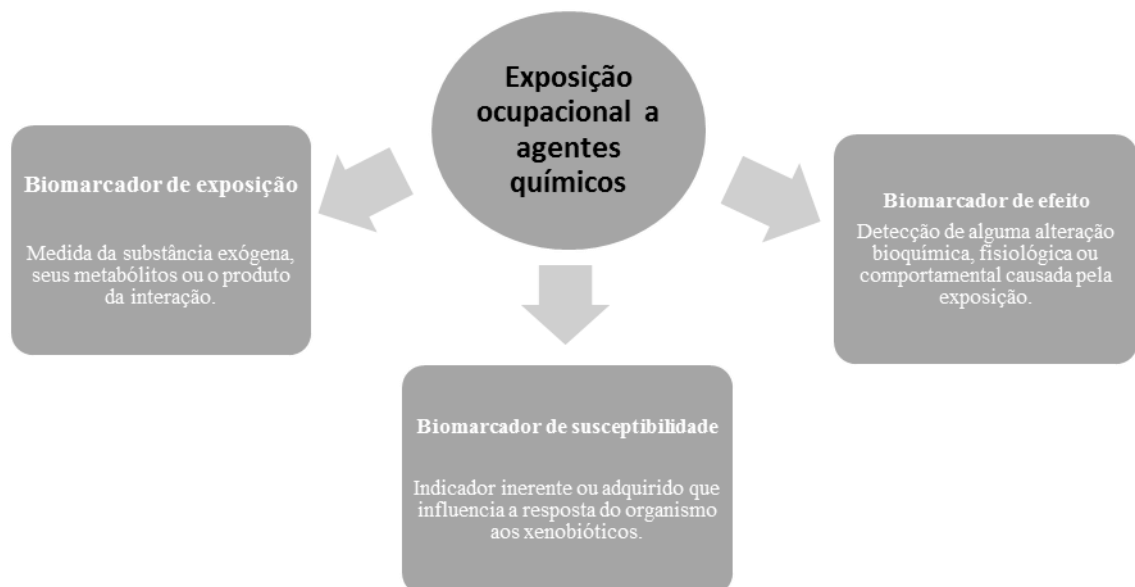 Exposição
ocupacional a
agentes
químicos
Biomarcador de exposição
Medida da substância exógena,
seus metabólitos ou o produto
da interação.
Biomarcador de efeito
Detecção de alguma alteração
bioquímica, fisiológica ou
comportamental causada pela
exposição.
Biomarcador de susceptibilidade
Indicador inerente ou adquirido que
influencia a resposta do organismo
aos xenobióticos.